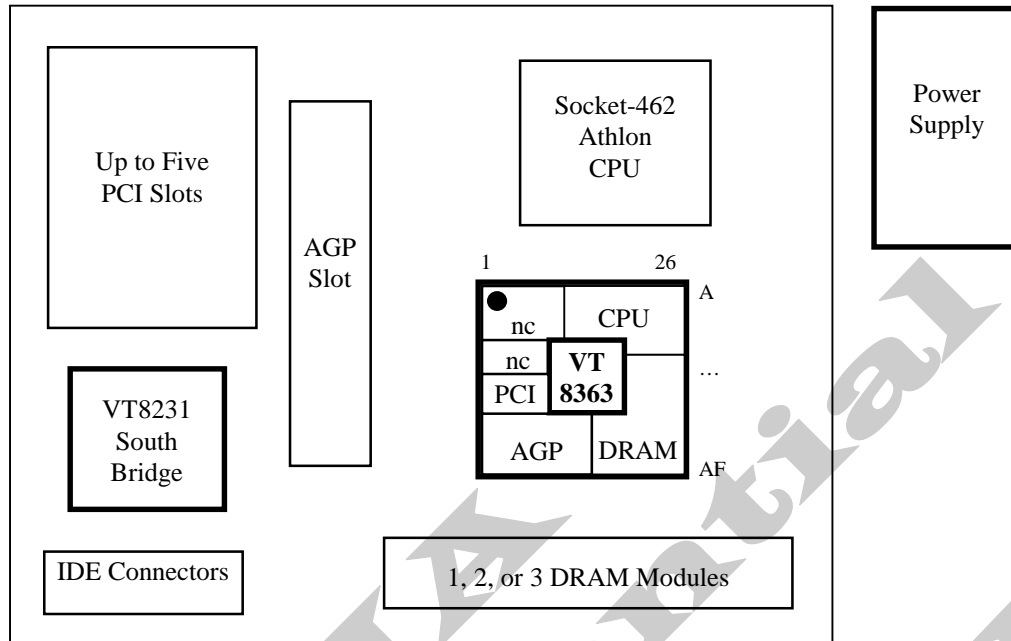 Up to Five
PCI Slots
AGP
Slot
Socket-462
Athlon
CPU
Power
Supply
1 26
A
...
AF
nc
CPU
nc
PCI
VT
8363
AGP
DRAM
VT8231
South
Bridge
IDE Connectors
1, 2, or 3 DRAM Modules